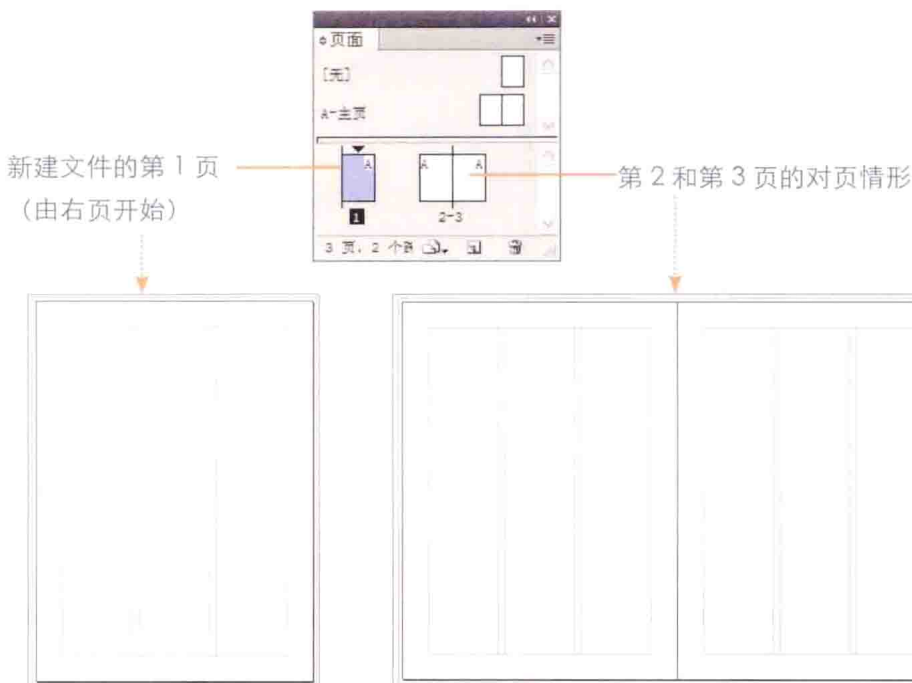 页面
[无]
A-主页
A
A A
1
2-3
3 页，2 个
新建文件的第 1 页
（由右页开始）
第 2 和第 3 页的对页情形